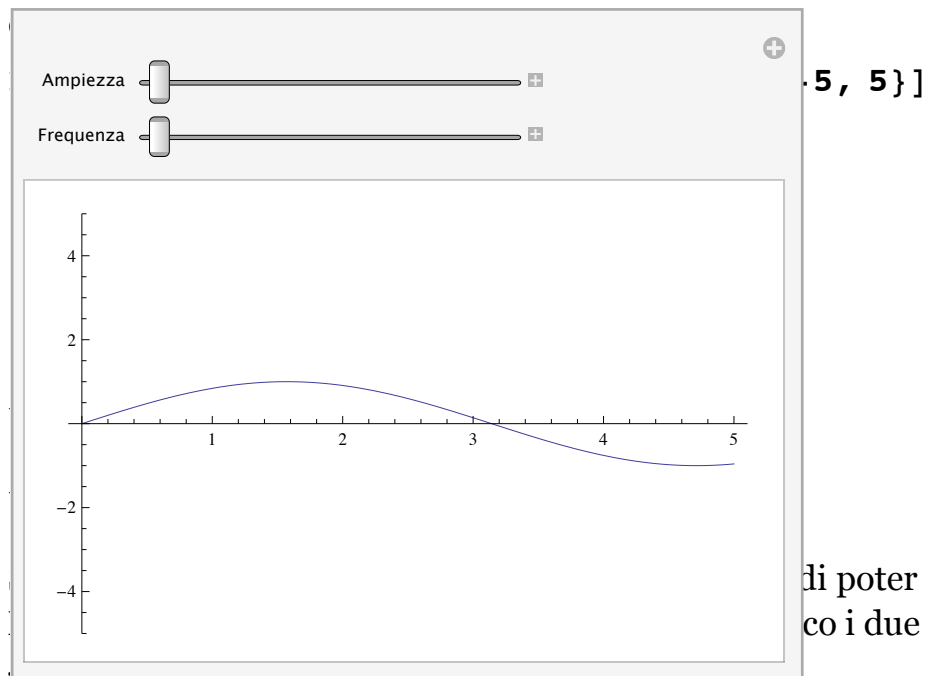 Ampiezza
5, 5}]
Frequenza
4
2
1 2 3 4 5
−2
−4
di poter
co i due